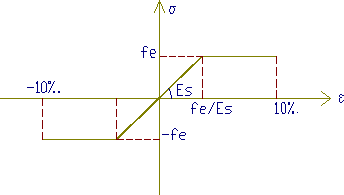 σ
fe
-10‰.
Es
ε
fe/Es
10‰.
-fe